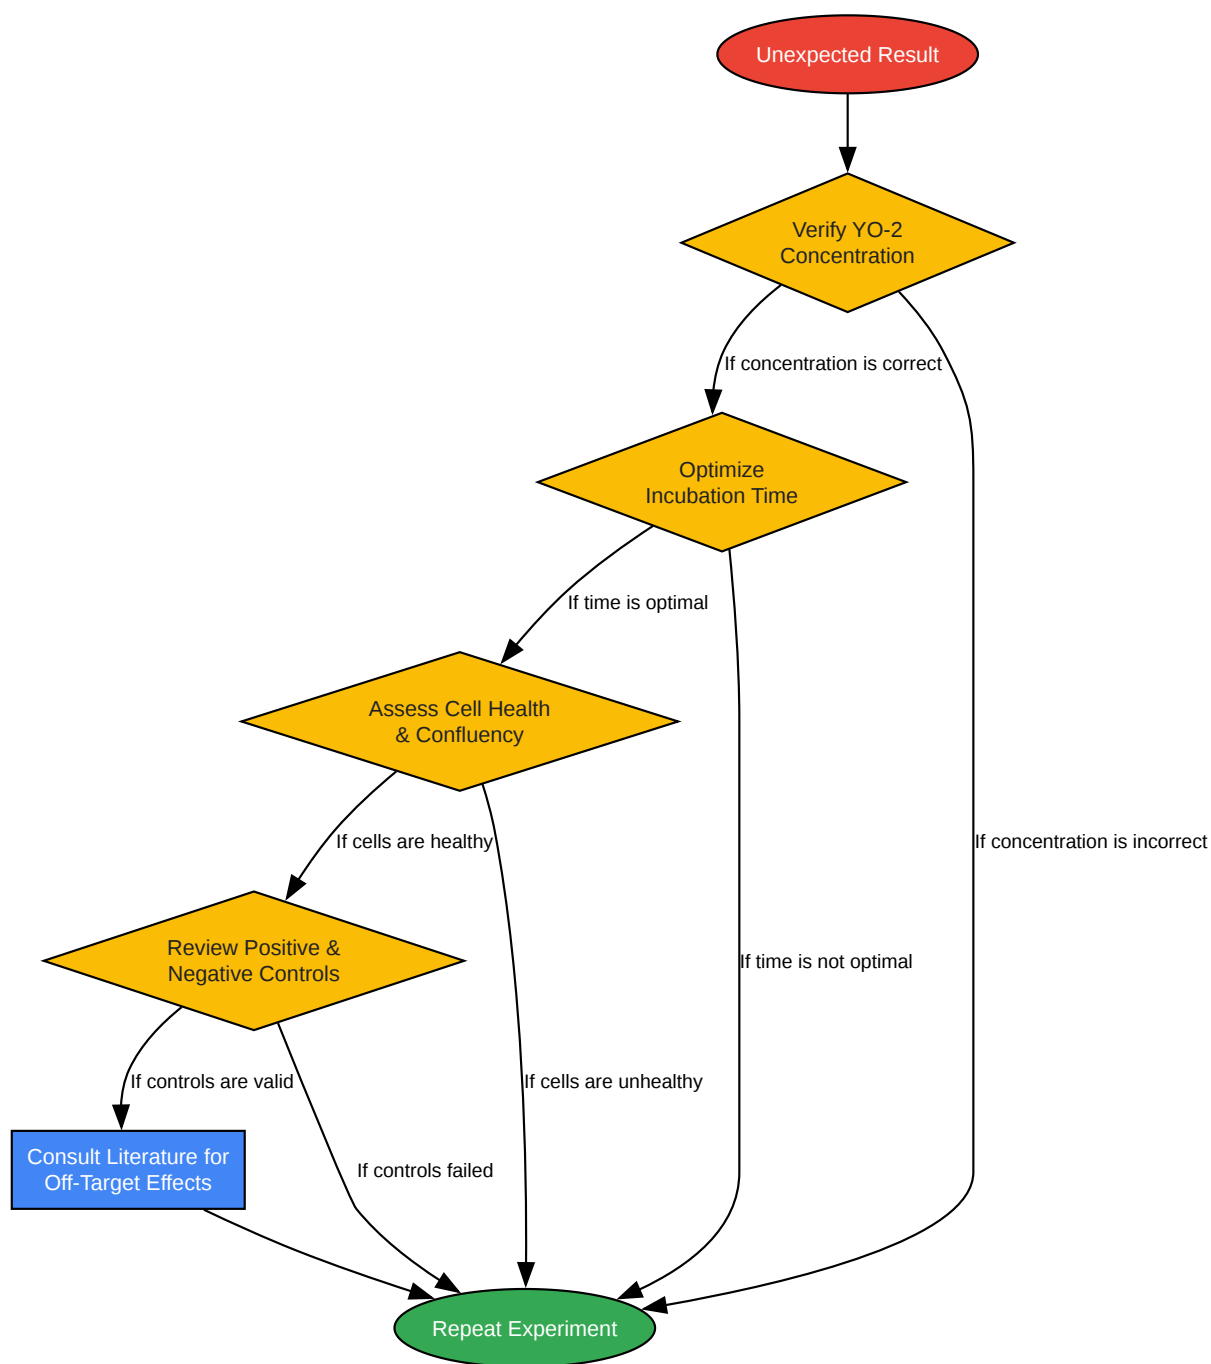 Unexpected Result
Verify YO-2
Concentration
If concentration is correct
Optimize
Incubation Time
If time is optimal
Assess Cell Health
& Confluency
If cells are healthy
If concentration is incorrect
Review Positive &
Negative Controls
If time is not optimal
If controls are valid
If cells are unhealthy
Consult Literature for
Off-Target Effects
If controls failed
Repeat Experiment